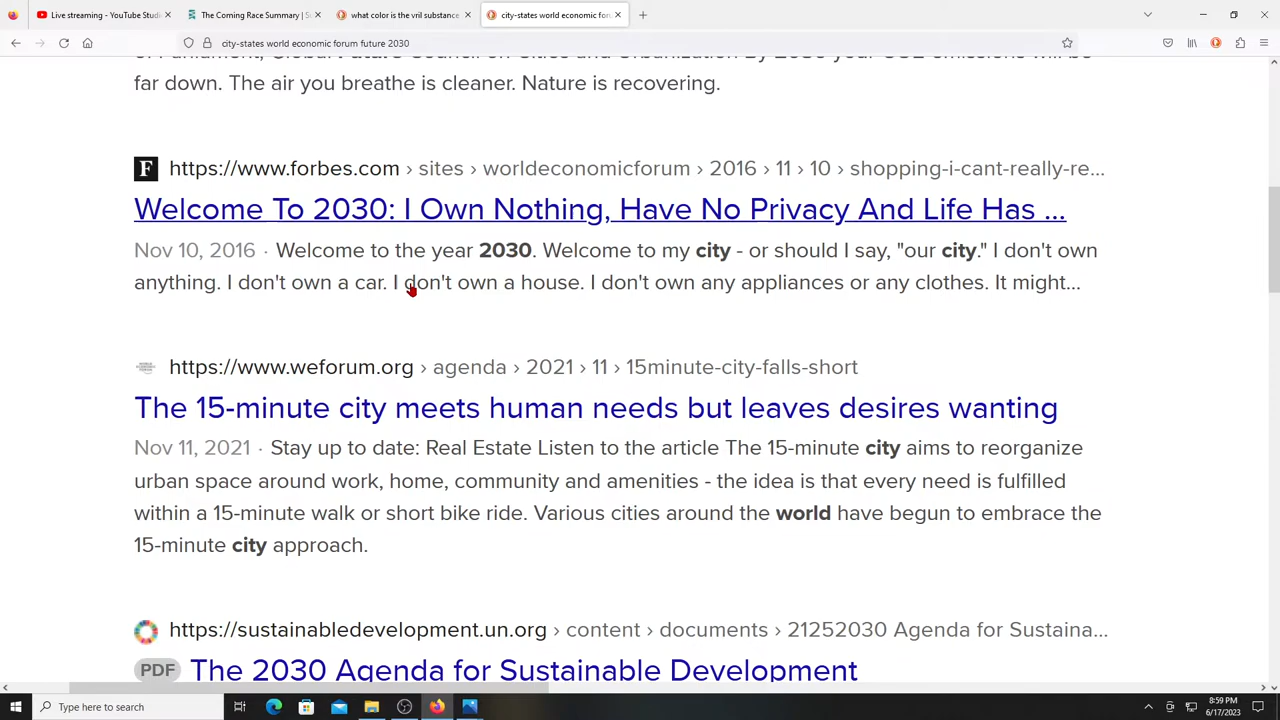 Live streaming - YouTube Studi
The Coming Race Summary | S
what color is the vril substance
city-states world economic for
city-states world economic forum future 2030
far down. The air you breathe is cleaner. Nature is recovering.
https://www.forbes.com › sites › worldeconomicforum › 2016 › 11 › 10 › shopping-i-cant-really-re...
Welcome To 2030: I Own Nothing, Have No Privacy And Life Has ...
Nov 10, 2016 · Welcome to the year 2030. Welcome to my city - or should I say, "our city." I don't own
anything. I don't own a car. I don't own a house. I don't own any appliances or any clothes. It might...
https://www.weforum.org › agenda › 2021 › 11 › 15minute-city-falls-short
The 15-minute city meets human needs but leaves desires wanting
Nov 11, 2021 · Stay up to date: Real Estate Listen to the article The 15-minute city aims to reorganize
urban space around work, home, community and amenities - the idea is that every need is fulfilled
within a 15-minute walk or short bike ride. Various cities around the world have begun to embrace the
15-minute city approach.
https://sustainabledevelopment.un.org › content › documents › 21252030 Agenda for Sustaina...
PDF The 2030 Agenda for Sustainable Development
Type here to search
8:59 PM
6/17/2023